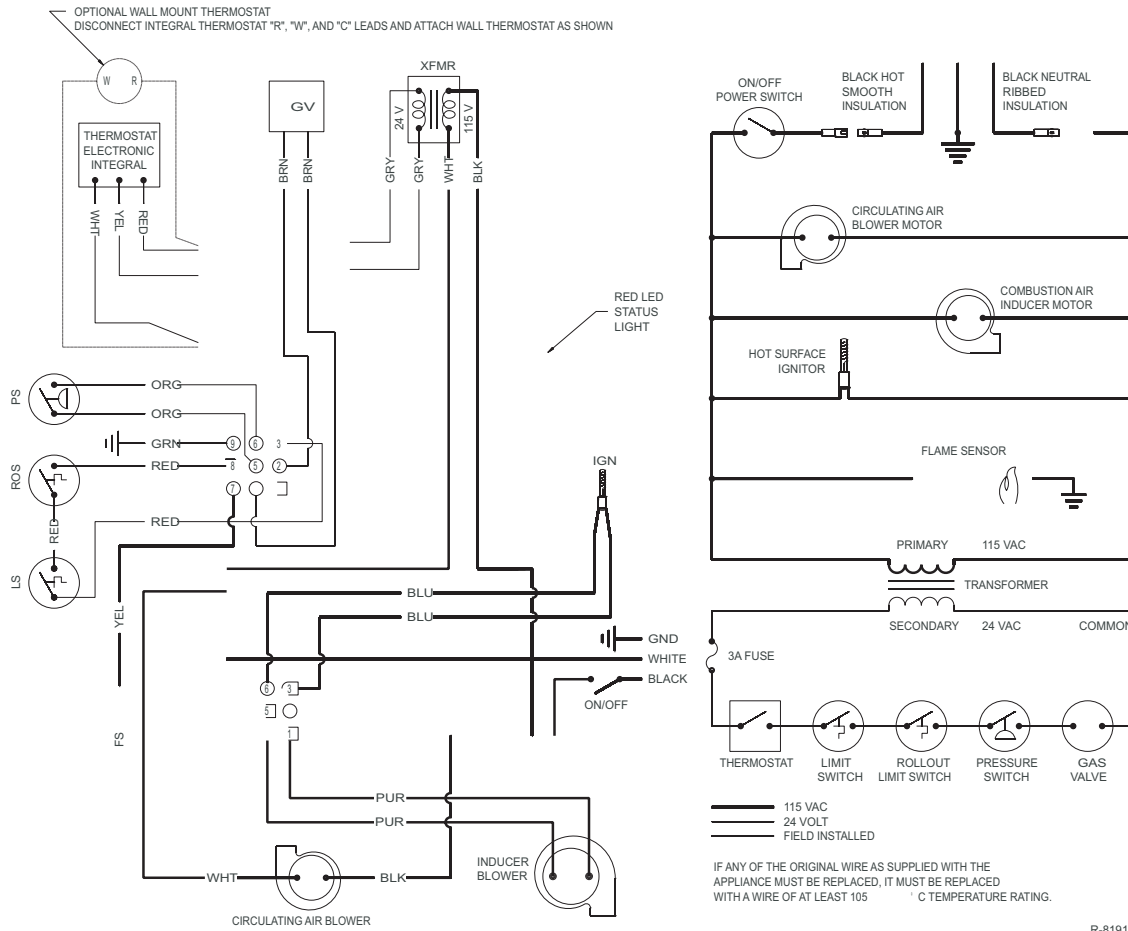 OPTIONAL WALL MOUNT THERMOSTAT
DISCONNECT INTEGRAL THERMOSTAT "R", "W", AND "C" LEADS AND ATTACH WALL THERMOSTAT AS SHOWN
W R
THERMOSTAT
ELECTRONIC
INTEGRAL
WHT
YEL
RED
GV
BRN
BRN
XFMR
24 V
115 V
GRY
GRY
WHT
BLK
RED LED
STATUS
LIGHT
PS
ORG
ORG
GRN
RED
ROS
RED
RED
LS
9 6 3
8 5 2
7
YEL
FS
IGN
BLU
BLU
GND
WHITE
BLACK
ON/OFF
6 3
5
1
PUR
PUR
WHT
BLK
CIRCULATING AIR BLOWER
INDUCER
BLOWER
ON/OFF
POWER SWITCH
BLACK HOT
SMOOTH
INSULATION
BLACK NEUTRAL
RIBBED
INSULATION
CIRCULATING AIR
BLOWER MOTOR
COMBUSTION AIR
INDUCER MOTOR
HOT SURFACE
IGNITOR
FLAME SENSOR
PRIMARY 115 VAC
TRANSFORMER
SECONDARY 24 VAC COMMON
3A FUSE
THERMOSTAT
LIMIT
SWITCH
ROLLOUT
LIMIT SWITCH
PRESSURE
SWITCH
GAS
VALVE
115 VAC
24 VOLT
FIELD INSTALLED
IF ANY OF THE ORIGINAL WIRE AS SUPPLIED WITH THE
APPLIANCE MUST BE REPLACED, IT MUST BE REPLACED
WITH A WIRE OF AT LEAST 105 ' C TEMPERATURE RATING.
R-8191